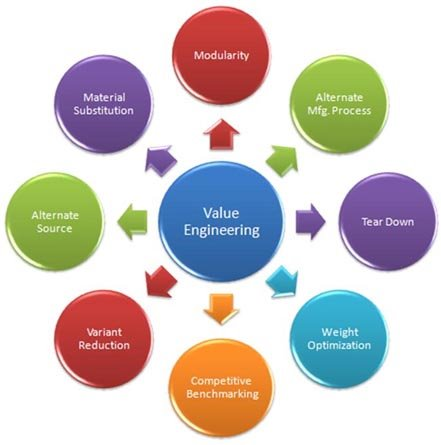 Modularity
Alternate
Mfg. Process
Tear Down
Weight
Optimization
Competitive
Benchmarking
Variant
Reduction
Alternate
Source
Material
Substitution
Value
Engineering